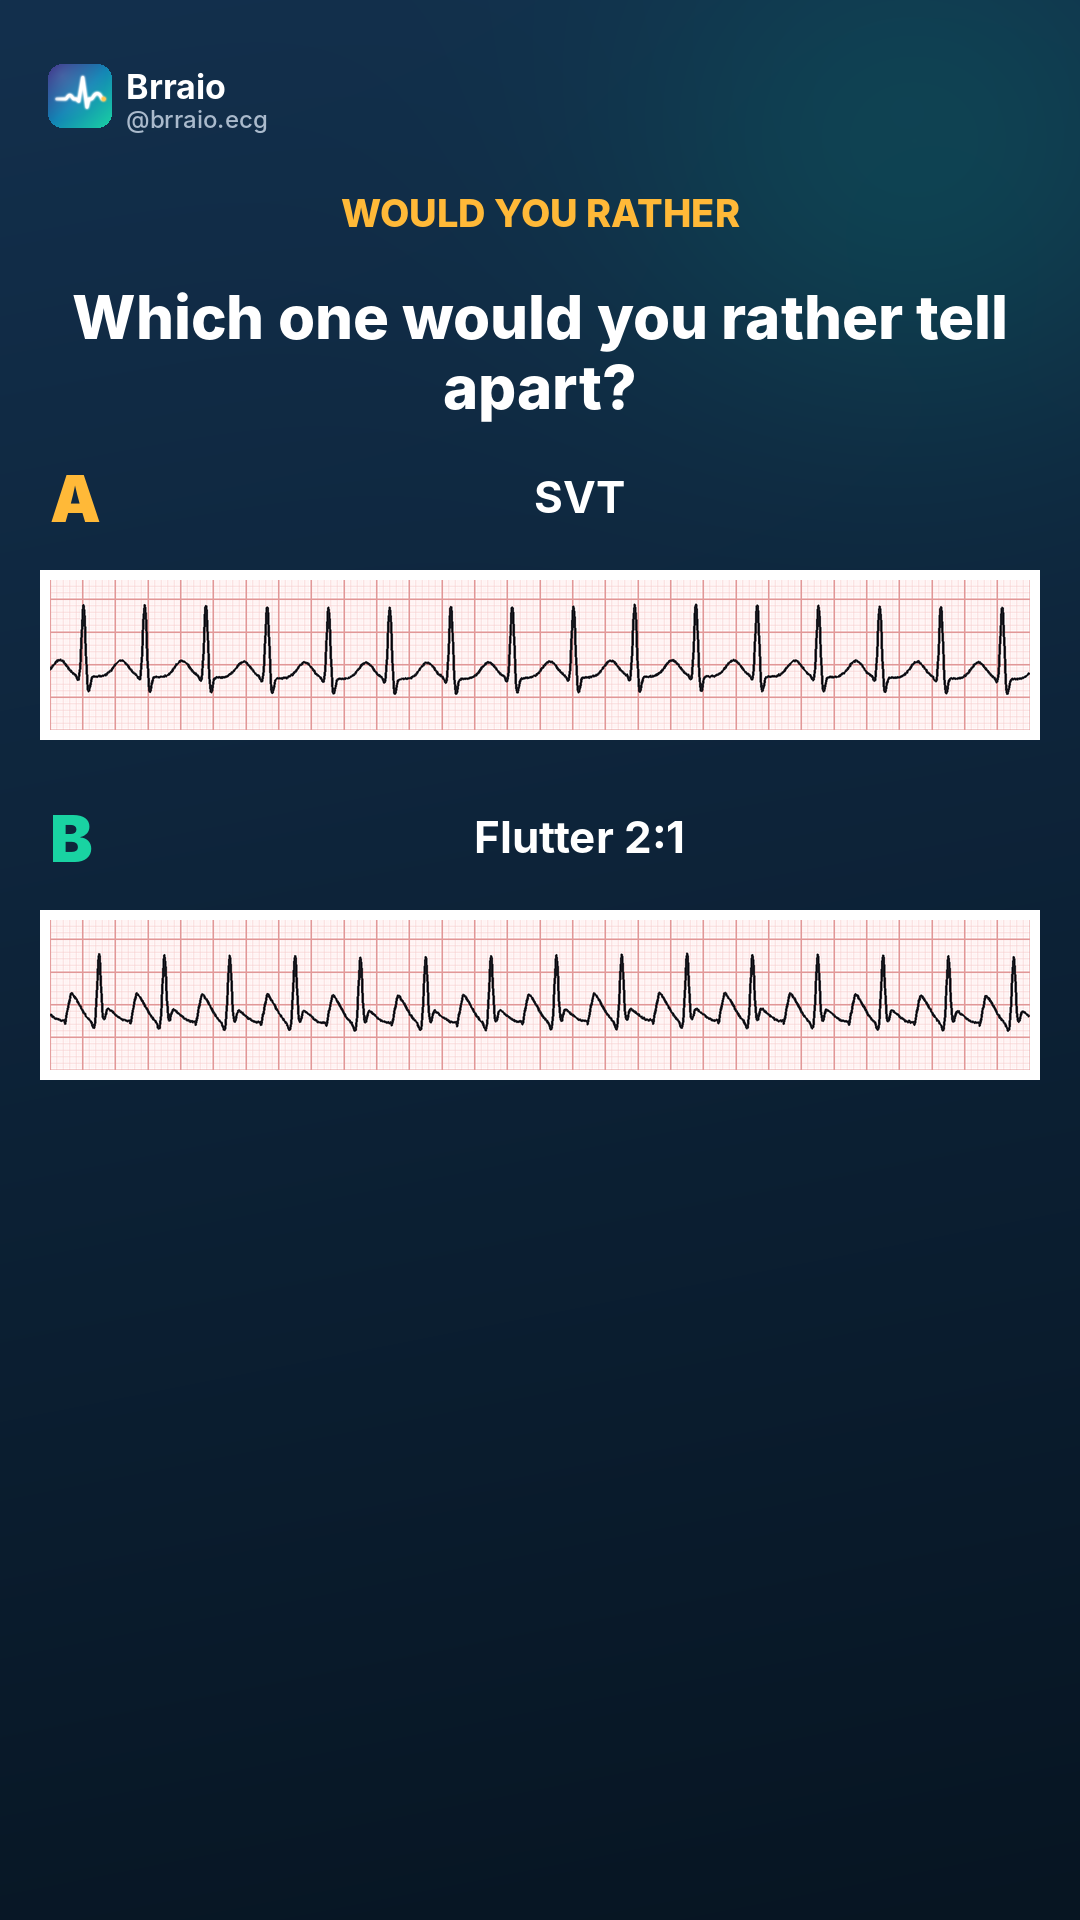 Brraio
@brraio.ecg
WOULD YOU RATHER
Which one would you rather tell
apart?
A
SVT
B
Flutter 2:1